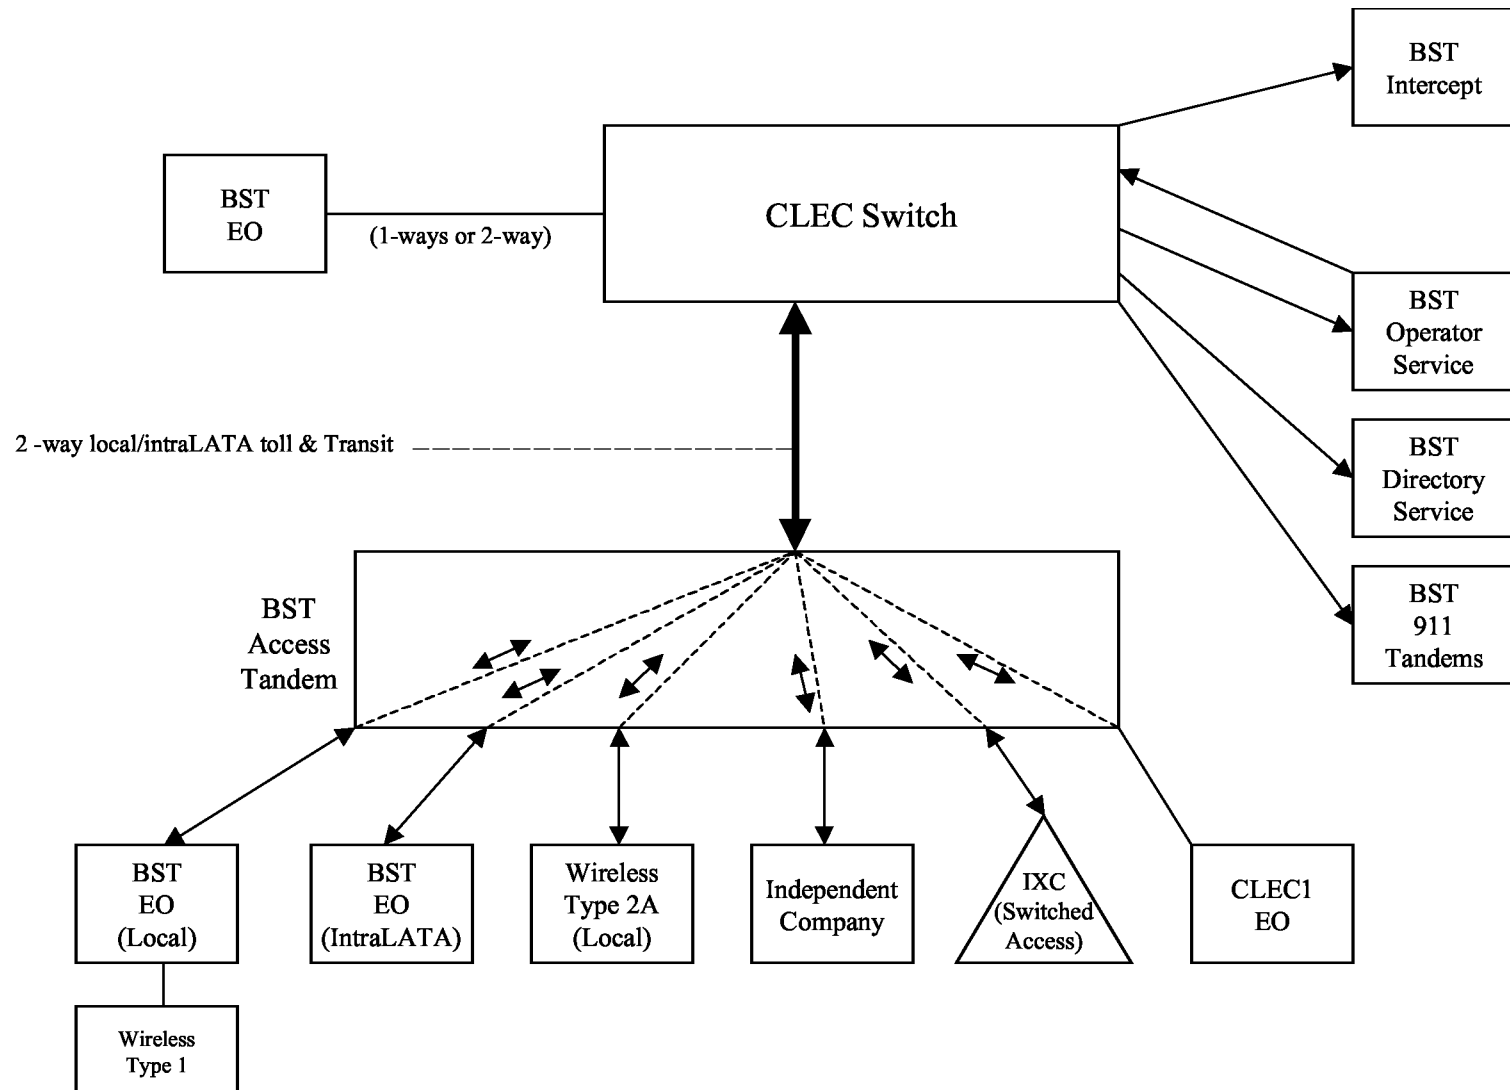 BST
Intercept
BST
EO
(1-ways or 2-way)
CLEC Switch
BST
Operator
Service
2 -way local/intraLATA toll & Transit
BST
Directory
Service
BST
911
Tandems
BST
Access
Tandem
BST
EO
(Local)
BST
EO
(IntraLATA)
Wireless
Type 2A
(Local)
Independent
Company
IXC
(Switched
Access)
CLEC1
EO
Wireless
Type 1